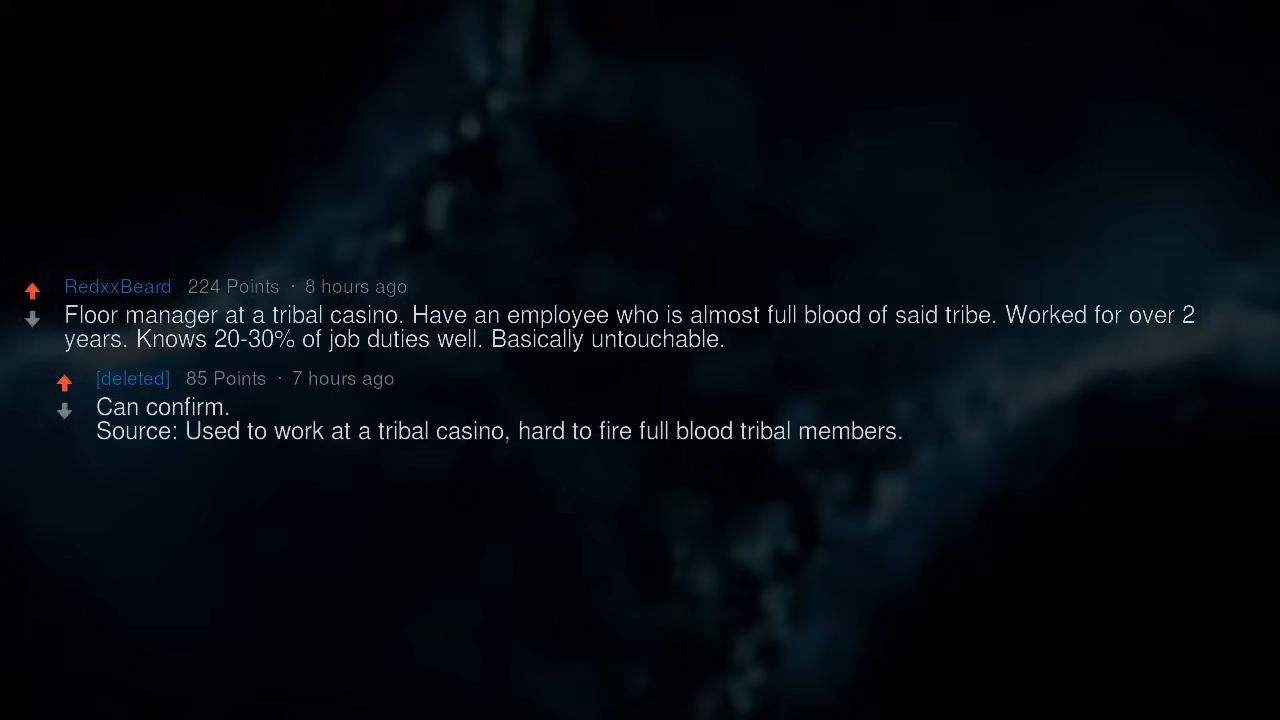 RedxxBeard 224 Points · 8 hours ago
Floor manager at a tribal casino. Have an employee who is almost full blood of said tribe. Worked for over 2
years. Knows 20-30% of job duties well. Basically untouchable.
[deleted] 85 Points · 7 hours ago
Can confirm.
Source: Used to work at a tribal casino, hard to fire full blood tribal members.